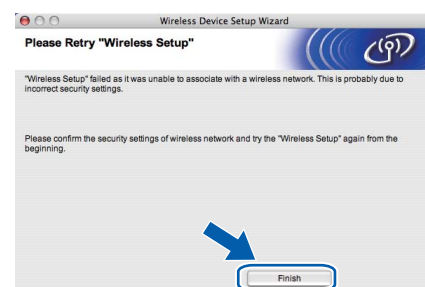 Wireless Device Setup Wizard
Please Retry "Wireless Setup"
"Wireless Setup" failed as it was unable to associate with a wireless network. This is probably due to
incorrect security settings.
Please confirm the security settings of wireless network and try the "Wireless Setup" again from the
beginning.
Finish